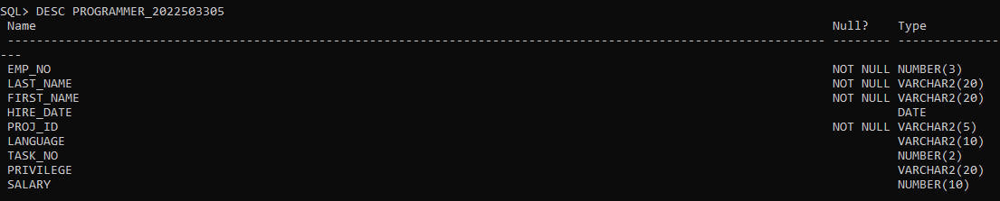 SQL> DESC PROGRAMMER_2022503305
Name Null? Type
----------------------------------------------------------------------------------------------------------------- -------- --------------
---
EMP_NO NOT NULL NUMBER(3)
LAST_NAME NOT NULL VARCHAR2(20)
FIRST_NAME NOT NULL VARCHAR2(20)
HIRE_DATE DATE
PROJ_ID NOT NULL VARCHAR2(5)
LANGUAGE VARCHAR2(10)
TASK_NO NUMBER(2)
PRIVILEGE VARCHAR2(20)
SALARY NUMBER(10)